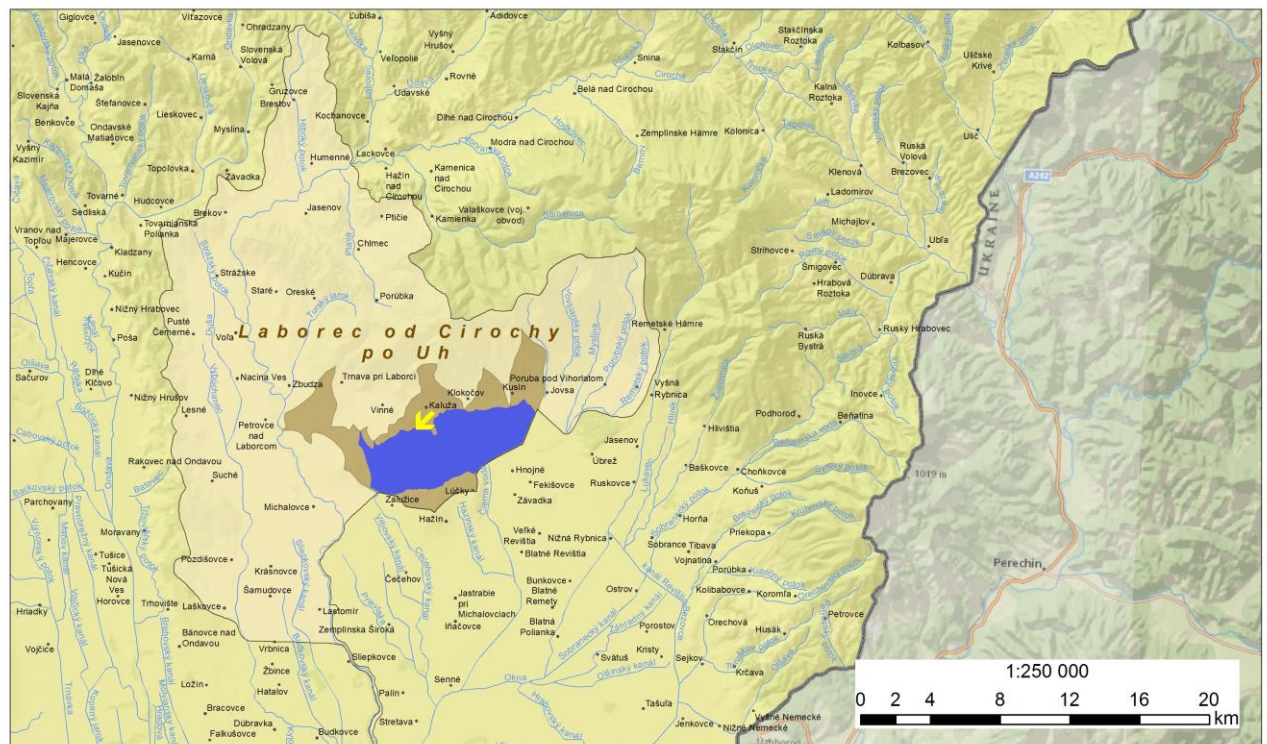 Giglovce
Víťazovce
Ohradzany
Ľubiša
Adidovce
Jasenovce
Karná
Slovenská
Volová
Veľopolie
Vyšný
Hrušov
Stakčín
Stakčínska
Roztoka
Kolbasov
Uličské
Krivé
Malá
Domaša
Žalobín
Slovenská
Kajňa
Štefanovce
Gruzovce
Brestov
Udavské
Rovné
Snina
Cirocha
Belá nad Cirochou
Kalná
Roztoka
Benkovce
Ondavské
Matiašovce
Lieskovec
Myslina
Kochanovce
Dlhé nad Cirochou
Modra nad Cirochou
Zemplínske Hámre
Kolonica
Ulič
Vyšný
Kazimír
Topoľovka
Závadka
Humenné
Lackovce
Hažín
nad
Cirochou
Kamenica
nad
Cirochou
Klenová
Ruská
Volová
Brezovec
A262
Tovarné
Sedliská
Hudcovce
Brekov
Jasenov
Ptičie
Kamienka
Valaškovce (voj.
obvod)
Kamenica
Ladomirov
Michajlov
UKRAINE
Vranov nad
Topľou
Majerovce
Tovarnianska
Polianka
Kladzany
Chlmec
Strihovce
Ubľa
Hencovce
Kučín
Strážske
Staré
Oreské
Porúbka
Šmigovec
Hrabová
Roztoka
Dúbrava
Nižný Hrabovec
Poša
Pusté
Čemerné
Voľa
Laborec od Cirochy
po Uh
Remetské Hámre
Ruská
Bystrá
Ruský Hrabovec
Sačurov
Dlhé
Klčovo
Nižný Hrušov
Lesné
Nacina Ves
Zbudza
Trnava pri Laborci
Vinné
Kaluža
Klokočov
Kusín
Poruba pod Vihorlatom
Jovsa
Vyšná
Rybnica
Inovce
Podhoroď
Beňatina
Petrovce
nad
Laborcom
Hlivištia
Rakovec nad Ondavou
Suché
Jasenov
Úbrež
Ruskovce
Baškovce
Choňkovce
Koňuš
1019 m
Hnojné
Fekišovce
Závadka
Lúčky
Zalužice
Hažín
Parchovany
Michalovce
Moravany
Veľké
Revištia
Blatné Revištia
Nižná Rybnica
Horňa
Sobrance
Tibava
Vojnatina
Priekopa
Tušice
Tušická
Nová
Ves
Horovce
Pozdišovce
Krásnovce
Šamudovce
Čečehov
Jastrabie
pri
Michalovciach
Iňačovce
Bunkovce
Blatné
Remety
Blatná
Polianka
Ostrov
Porúbka
Kolibabovce
Koromľa
Perechin
Hriadky
Trhovište
Laškovce
Lastomír
Zemplínska Široká
Orechová
Husák
Petrovce
Vojčice
Bánovce nad
Ondavou
Vrbnica
Žbince
Hatalov
Sliepkovce
Senné
Okna
Svätuš
Porostov
Kristy
Sejkov
Krčava
Ložín
Bracovce
Dúbravka
Falkušovce
Budkovce
Palín
Stretava
Tašuľa
Jenkovce
Nižné Nemecké
Vyšné Nemecké
Uzhhorod
1:250 000
0 2 4 8 12 16 20
km